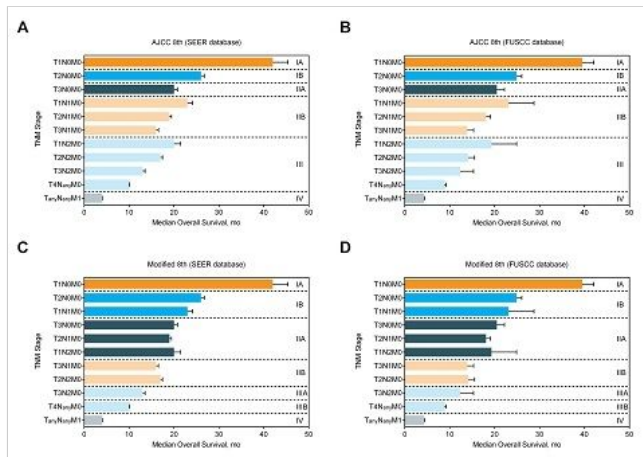 A
AJCC 8th (SEER database)
TNM Stage
T1N0M0
IA
T2N0M0
IB
T3N0M0
IIA
T1N1M0
T2N1M0
IIB
T3N1M0
T1N2M0
T2N2M0
III
T3N2M0
T4NanyM0
TanyNanyM1
IV
0 10 20 30 40 50
Median Overall Survival, mo
B
AJCC 8th (FUSCC database)
TNM Stage
T1N0M0
IA
T2N0M0
IB
T3N0M0
IIA
T1N1M0
T2N1M0
IIB
T3N1M0
T1N2M0
T2N2M0
III
T3N2M0
T4NanyM0
TanyNanyM1
IV
0 10 20 30 40 50
Median Overall Survival, mo
C
Modified 8th (SEER database)
TNM Stage
T1N0M0
IA
T2N0M0
IB
T1N1M0
T3N0M0
T2N1M0
IIA
T1N2M0
T3N1M0
IIB
T2N2M0
T3N2M0
IIIA
T4NanyM0
IIIB
TanyNanyM1
IV
0 10 20 30 40 50
Median Overall Survival, mo
D
Modified 8th (FUSCC database)
TNM Stage
T1N0M0
IA
T2N0M0
IB
T1N1M0
T3N0M0
T2N1M0
IIA
T1N2M0
T3N1M0
IIB
T2N2M0
T3N2M0
IIIA
T4NanyM0
IIIB
TanyNanyM1
IV
0 10 20 30 40 50
Median Overall Survival, mo